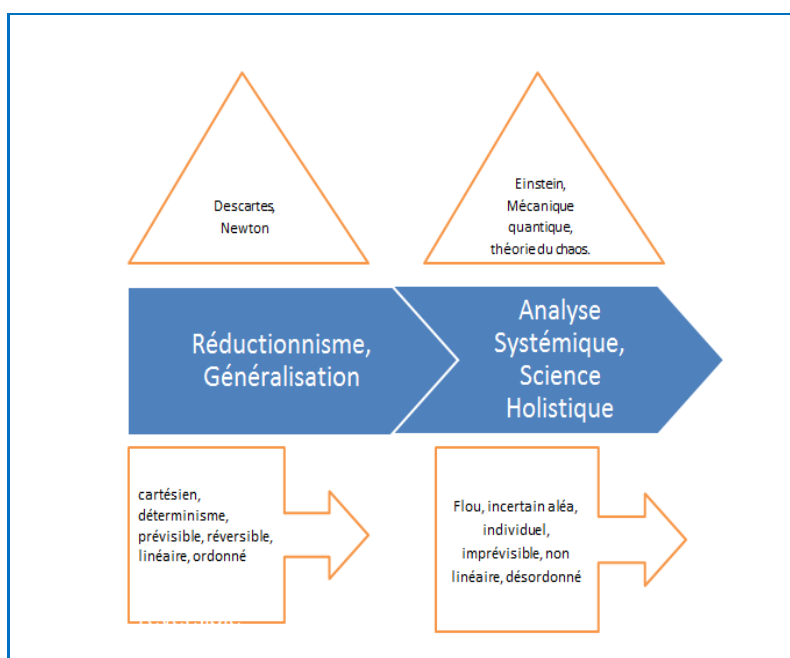 Descartes,
Newton
Einstein,
Mécanique
quantique,
théorie du chaos.
Réductionnisme,
Généralisation
Analyse
Systémique,
Science
Holistique
cartésien,
déterminisme,
prévisible, réversible,
linéaire, ordonné
Flou, incertain aléa,
individuel,
imprévisible, non
linéaire, désordonné